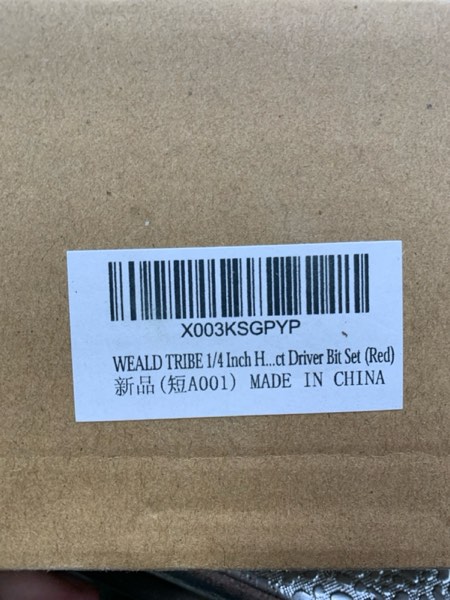 X003KSGPYP
WEALD TRIBE 1/4 Inch H...ct Driver Bit Set (Red)
新品(短A001) MADE IN CHINA